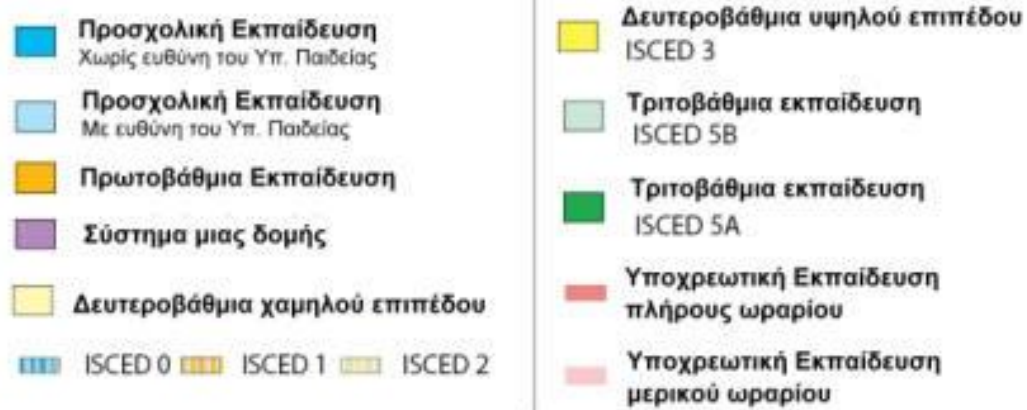 Προσχολική Εκπαίδευση
Χωρίς ευθύνη του Υπ. Παιδείας
Προσχολική Εκπαίδευση
Με ευθύνη του Υπ. Παιδείας
Πρωτοβάθμια Εκπαίδευση
Σύστημα μιας δομής
Δευτεροβάθμια χαμηλού επιπέδου
ISCED 0 ISCED 1 ISCED 2
Δευτεροβάθμια υψηλού επιπέδου
ISCED 3
Τριτοβάθμια εκπαίδευση
ISCED 5B
Τριτοβάθμια εκπαίδευση
ISCED 5A
Υποχρεωτική Εκπαίδευση
πλήρους ωραρίου
Υποχρεωτική Εκπαίδευση
μερικού ωραρίου